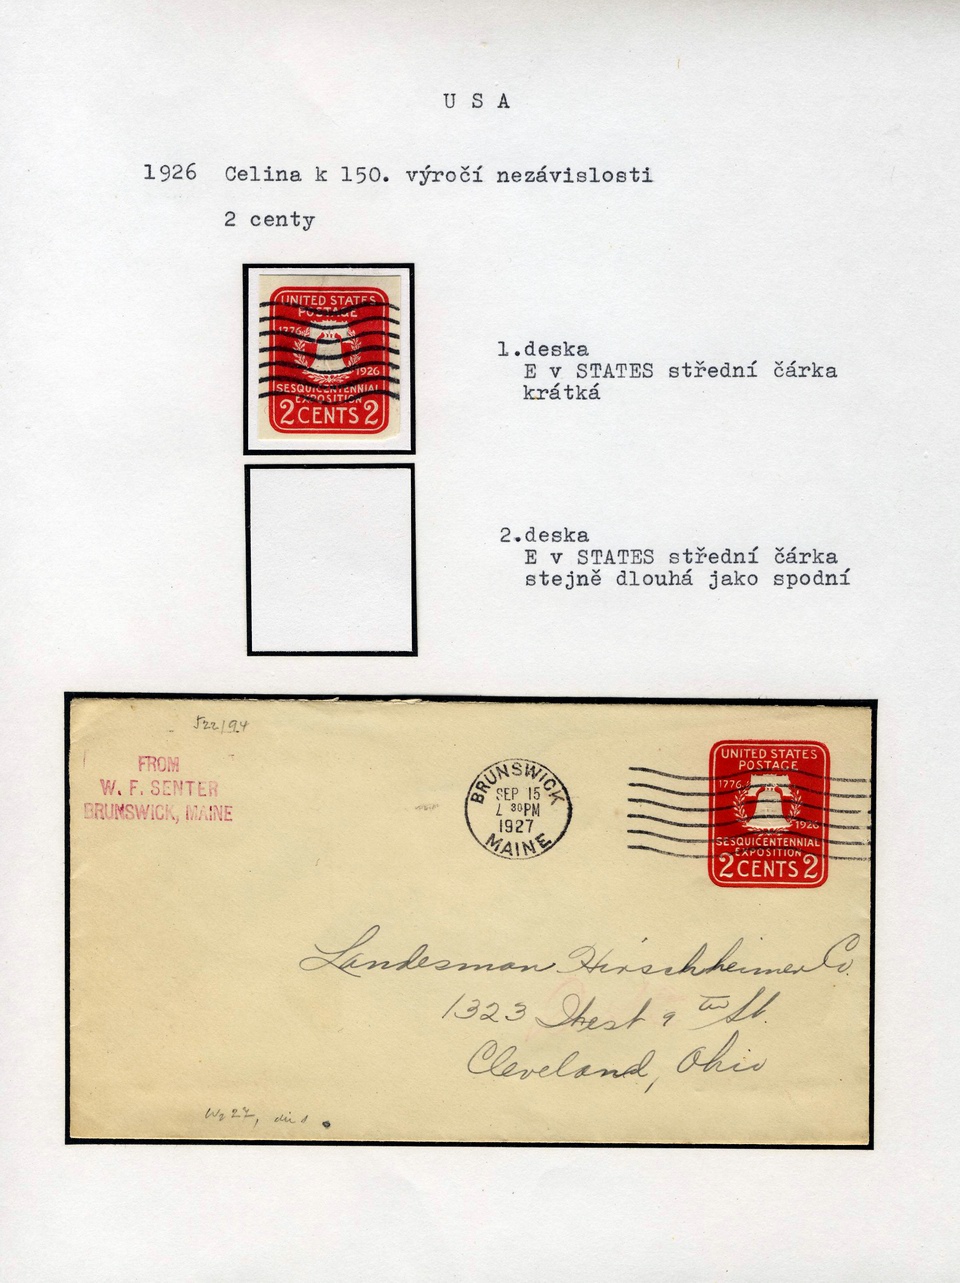 U S A
1926 Celina k 150. výročí nezávislosti
2 centy
UNITED STATES
POSTAGE
1776
1926
SESQUICENTENNIAL
EXPOSITION
2 CENTS 2
1.deska
E v STATES střední čárka
krátká
2.deska
E v STATES střední čárka
stejně dlouhá jako spodní
FROM
W. F. SENTER
BRUNSWICK, MAINE
BRUNSWICK
SEP 15
30 PM
1927
MAINE
UNITED STATES
POSTAGE
1776
1926
SESQUICENTENNIAL
EXPOSITION
2 CENTS 2
Landesman Hirschheimer Co.
1323 West 9th St.
Cleveland, Ohio